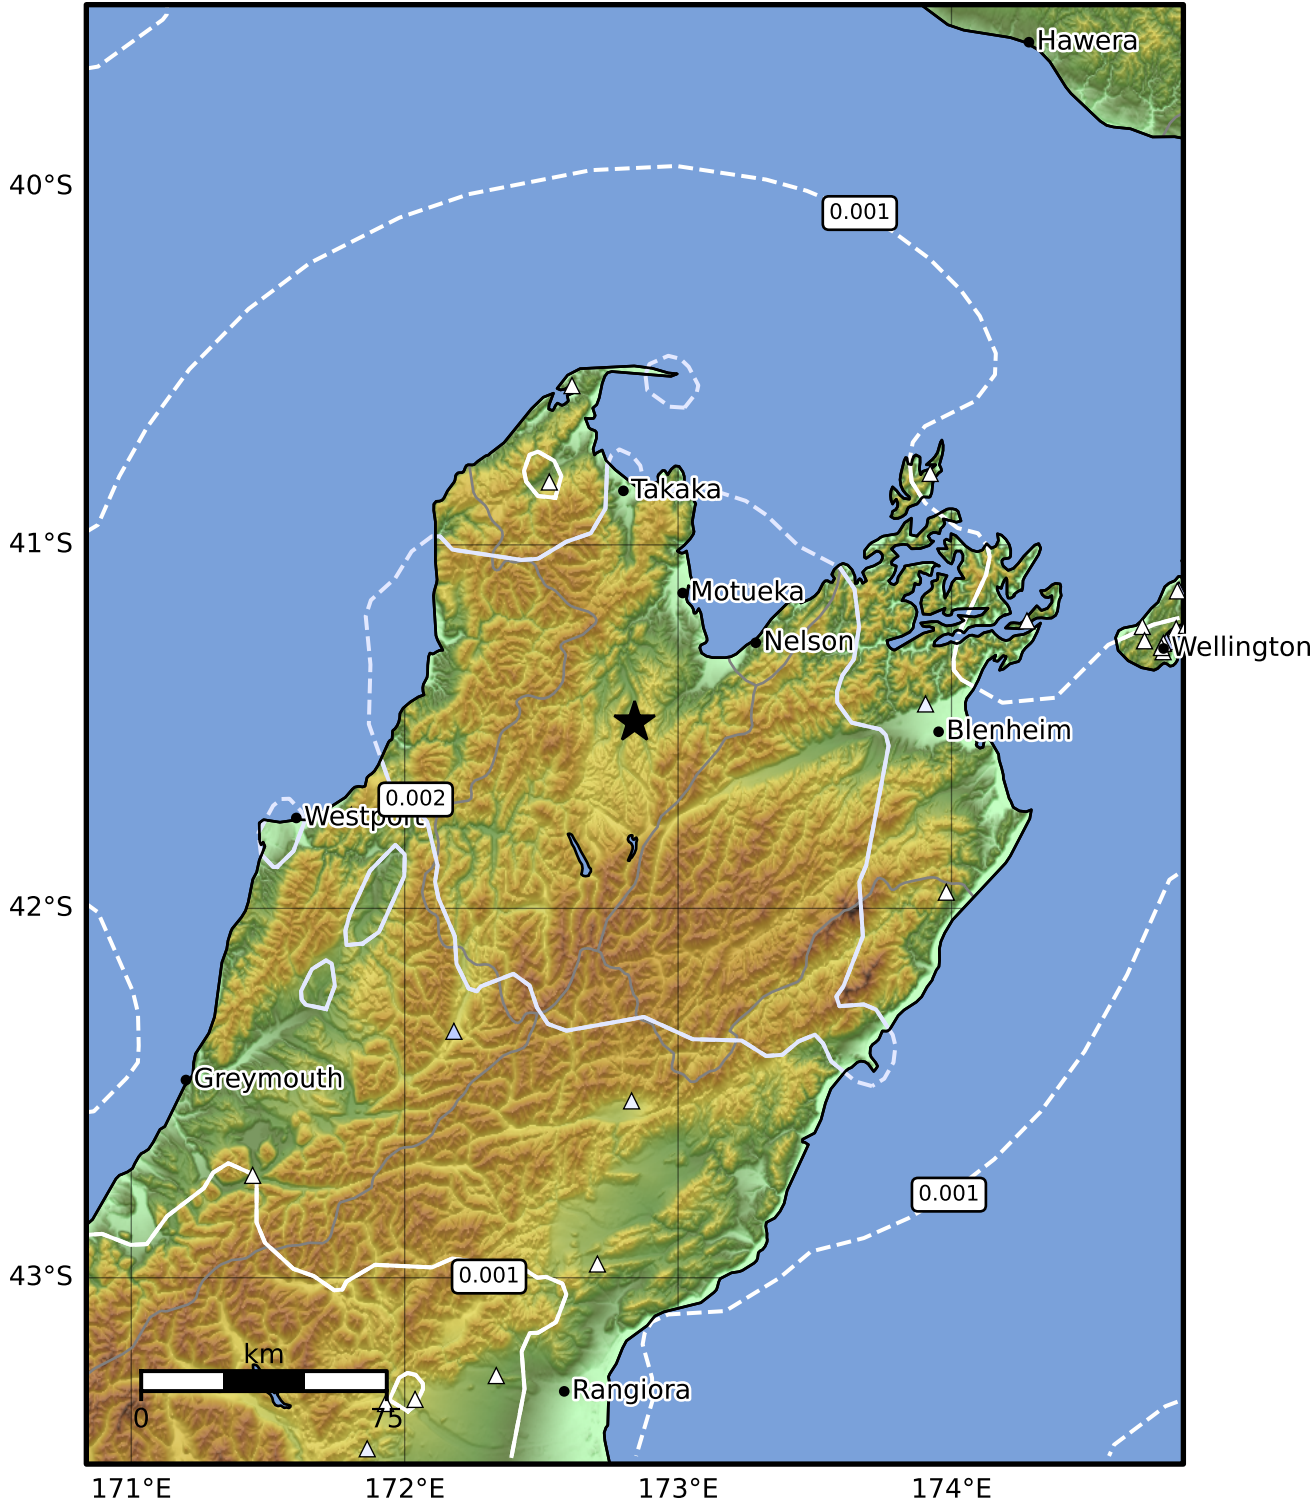 Hawera
40°S
0.001
Takaka
41°S
Motueka
Nelson
Wellington
Blenheim
0.002
Westport
42°S
Greymouth
0.001
43°S
0.001
km
0
75
Rangiora
171°E
172°E
173°E
174°E